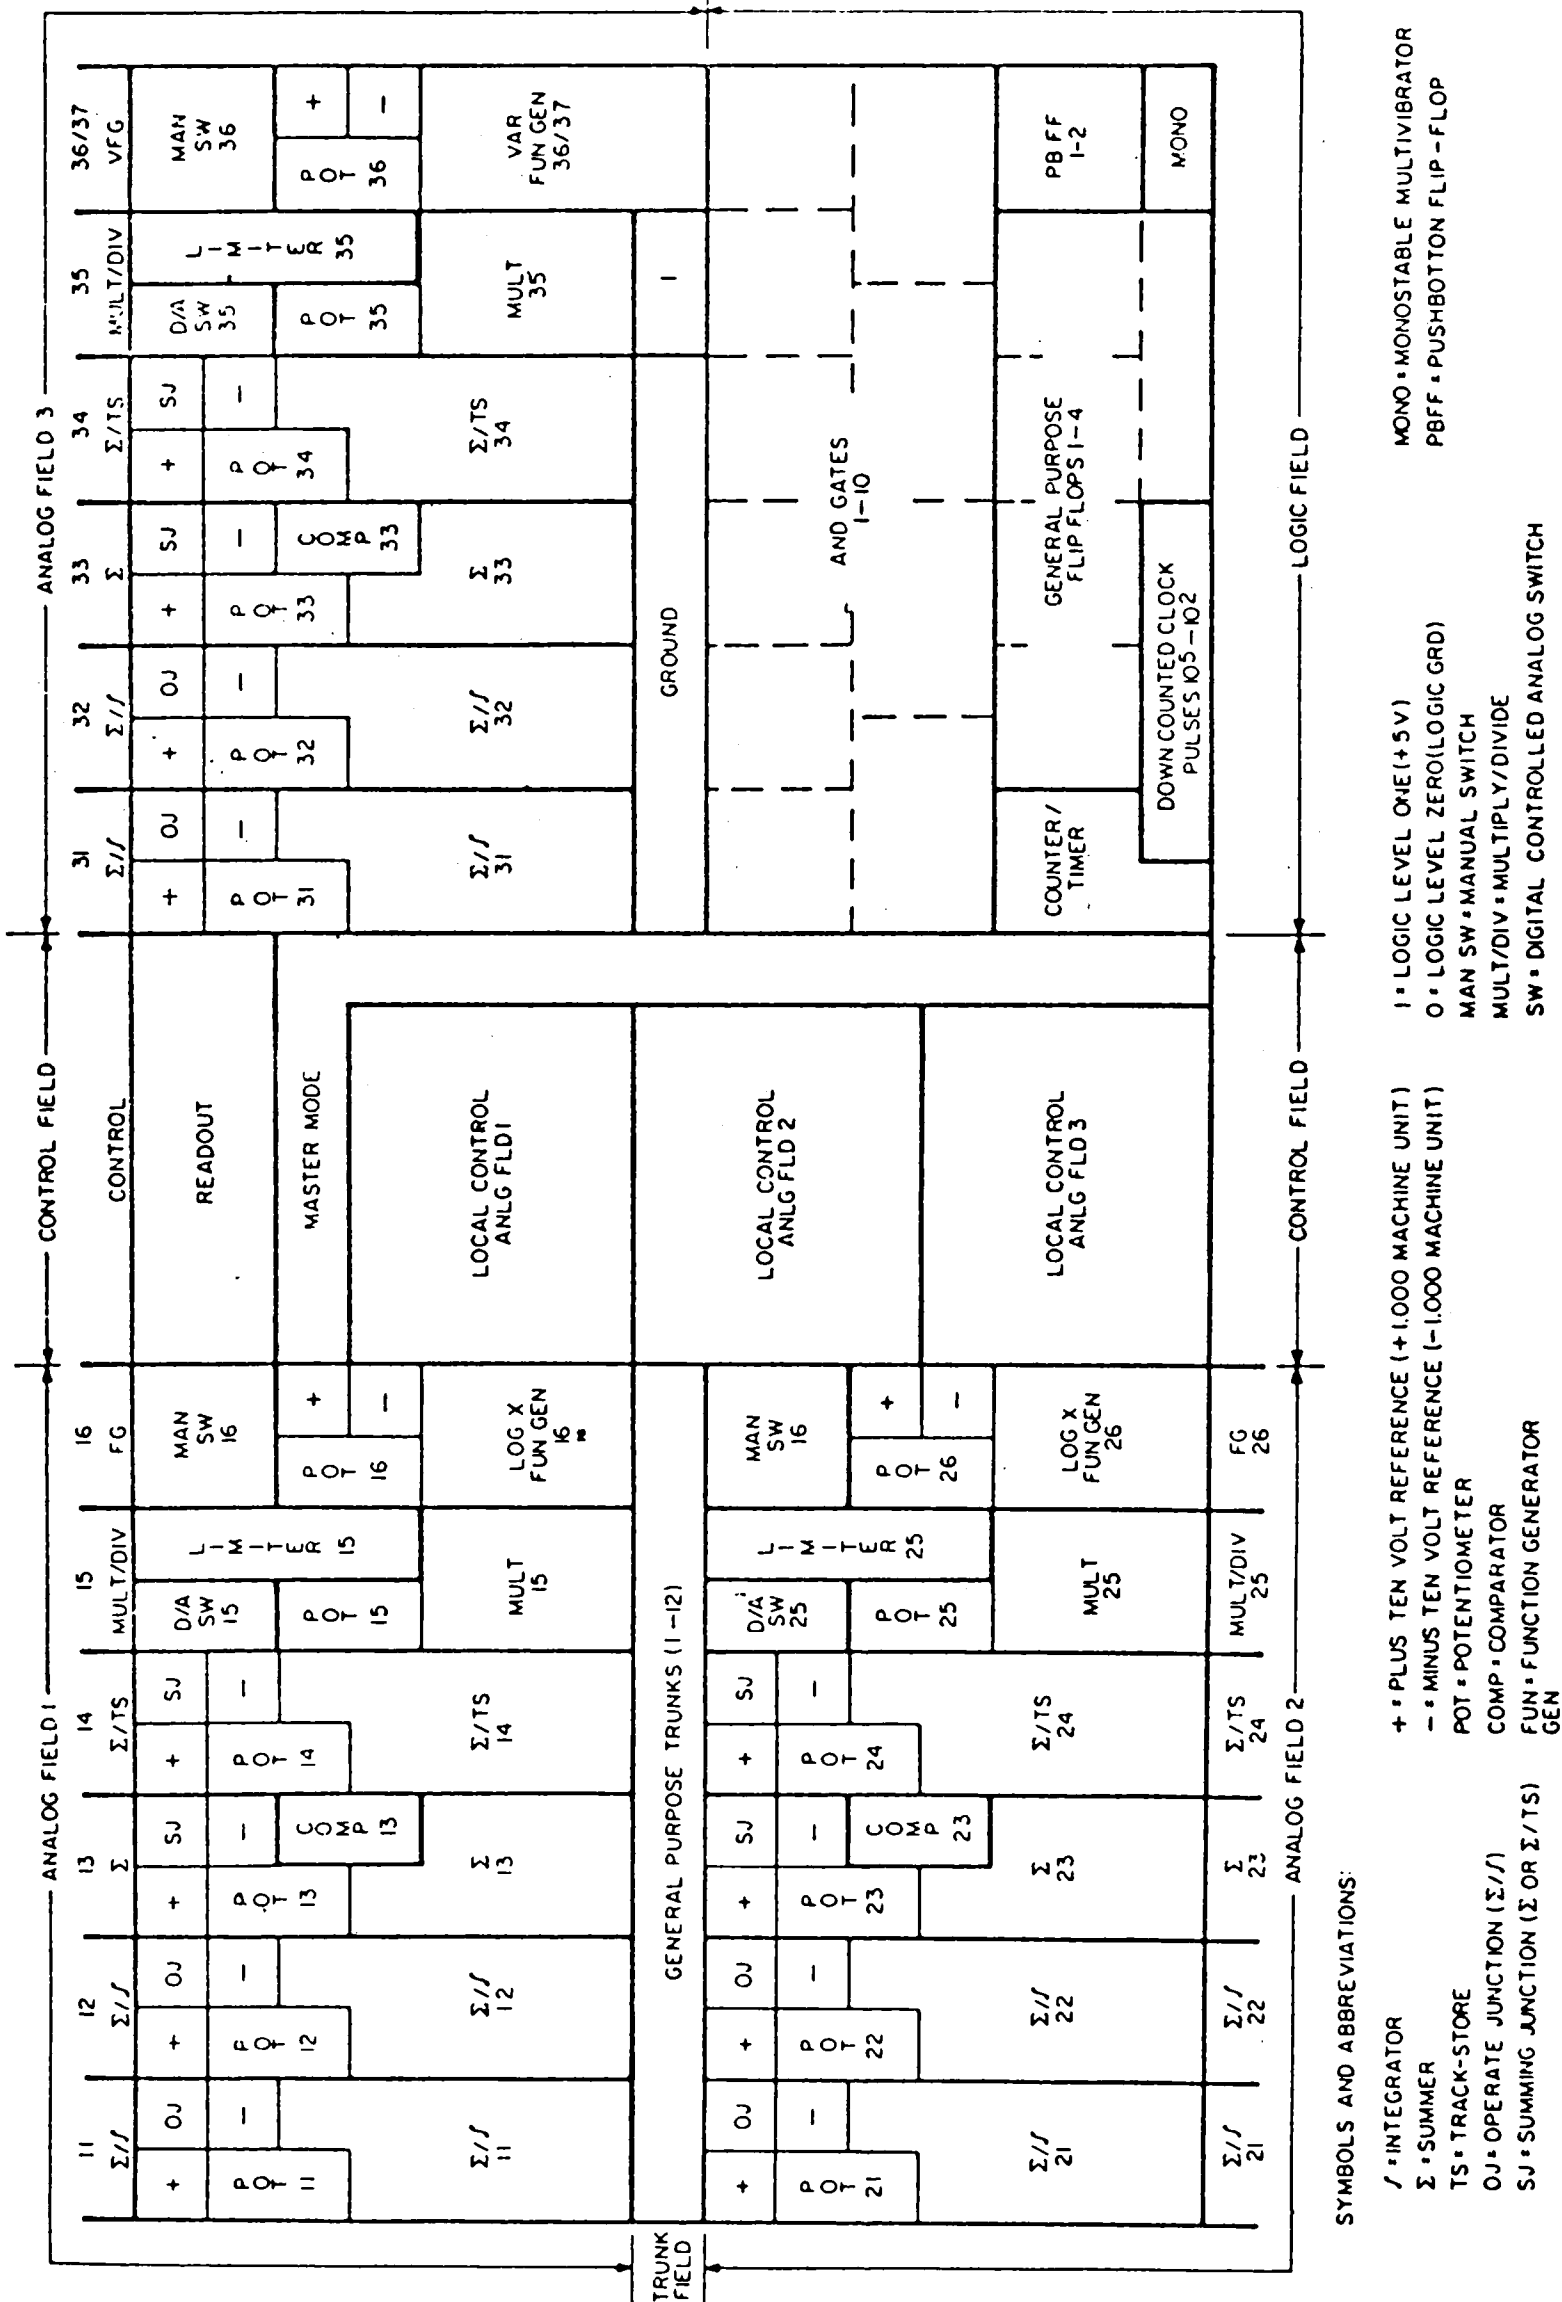 ANALOG FIELD 1
CONTROL FIELD
ANALOG FIELD 3
11
12
13
14
15
16
31
32
33
34
35
36/37
Σ/∫
Σ/∫
Σ
Σ/TS
MULT/DIV
FG
CONTROL
Σ/∫
Σ/∫
Σ
Σ/TS
MULT/DIV
VFG
+
OJ
+
OJ
+
SJ
+
SJ
D/A
SW
15
LIMITER
15
MAN
SW
16
READOUT
+
OJ
+
OJ
+
SJ
+
SJ
D/A
SW
35
LIMITER
35
MAN
SW
36
POT
11
−
POT
12
−
POT
13
−
POT
14
−
COMP
13
POT
15
POT
16
+
−
MASTER MODE
POT
31
−
POT
32
−
POT
33
−
POT
34
−
COMP
33
POT
35
POT
36
+
−
Σ/∫
11
Σ/∫
12
Σ
13
Σ/TS
14
MULT
15
LOG X
FUN GEN
16
LOCAL CONTROL
ANLG FLD1
Σ/∫
31
Σ/∫
32
Σ
33
Σ/TS
34
MULT
35
VAR
FUN GEN
36/37
TRUNK
FIELD
GENERAL PURPOSE TRUNKS (1-12)
GROUND
1
+
OJ
+
OJ
+
SJ
+
SJ
D/A
SW
25
LIMITER
25
MAN
SW
16
LOCAL CONTROL
ANLG FLD 2
AND GATES
1-10
POT
21
−
POT
22
−
POT
23
−
POT
24
−
COMP
23
POT
25
POT
26
+
−
Σ/∫
21
Σ/∫
22
Σ
23
Σ/TS
24
MULT
25
LOG X
FUN GEN
26
LOCAL CONTROL
ANLG FLD 3
COUNTER/
TIMER
GENERAL PURPOSE
FLIP FLOPS 1-4
PB FF
1-2
DOWN COUNTED CLOCK
PULSES 105-102
MONO
Σ/∫
21
Σ/∫
22
Σ
23
Σ/TS
24
MULT/DIV
25
FG
26
ANALOG FIELD 2
CONTROL FIELD
LOGIC FIELD
SYMBOLS AND ABBREVIATIONS:
∫ = INTEGRATOR
Σ = SUMMER
TS = TRACK-STORE
OJ = OPERATE JUNCTION (Σ/∫)
SJ = SUMMING JUNCTION (Σ OR Σ/TS)
+ = PLUS TEN VOLT REFERENCE (+1.000 MACHINE UNIT)
− = MINUS TEN VOLT REFERENCE (-1.000 MACHINE UNIT)
POT = POTENTIOMETER
COMP = COMPARATOR
FUN = FUNCTION GENERATOR
GEN
1 = LOGIC LEVEL ONE (+5V)
0 = LOGIC LEVEL ZERO (LOGIC GRD)
MAN SW = MANUAL SWITCH
MULT/DIV = MULTIPLY/DIVIDE
SW = DIGITAL CONTROLLED ANALOG SWITCH
MONO = MONOSTABLE MULTIVIBRATOR
PBFF = PUSHBOTTON FLIP-FLOP